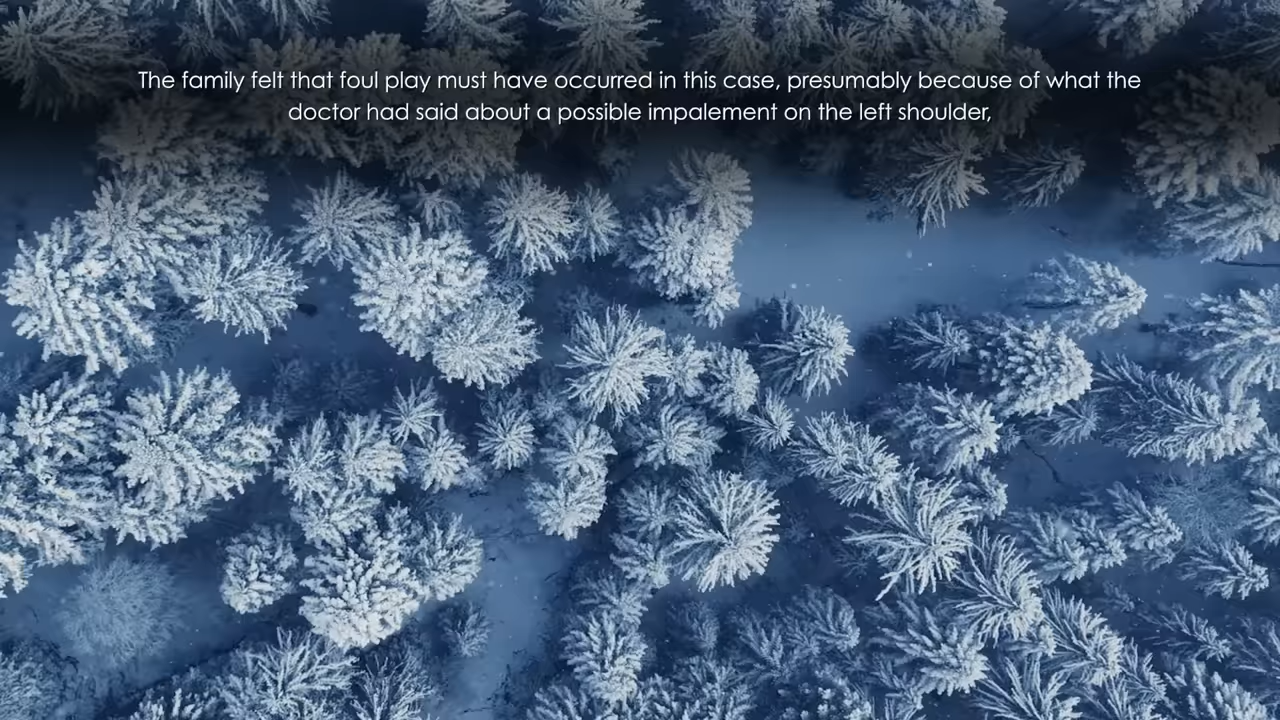 The family felt that foul play must have occurred in this case, presumably because of what the
doctor had said about a possible impalement on the left shoulder,